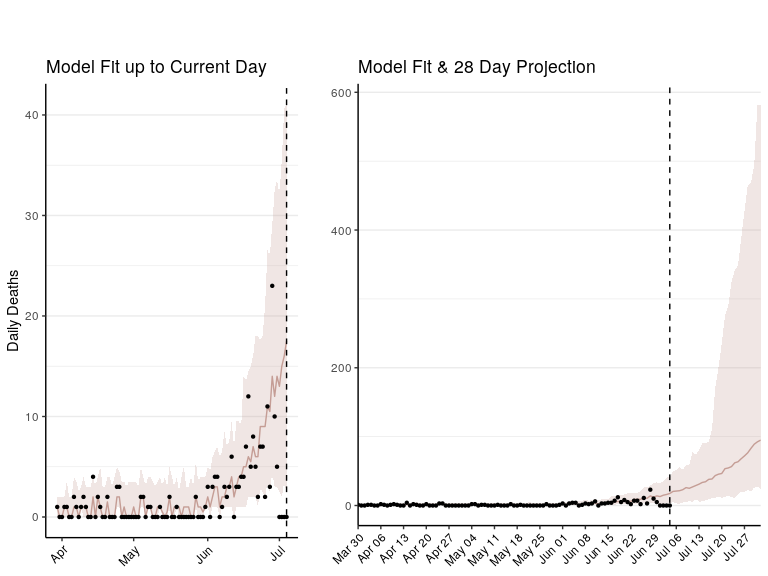 Model Fit up to Current Day
Daily Deaths
40
30
20
10
0
Apr
May
Jun
Jul
Model Fit & 28 Day Projection
600
400
200
0
Mar 30
Apr 06
Apr 13
Apr 20
Apr 27
May 04
May 11
May 18
May 25
Jun 01
Jun 08
Jun 15
Jun 22
Jun 29
Jul 06
Jul 13
Jul 20
Jul 27